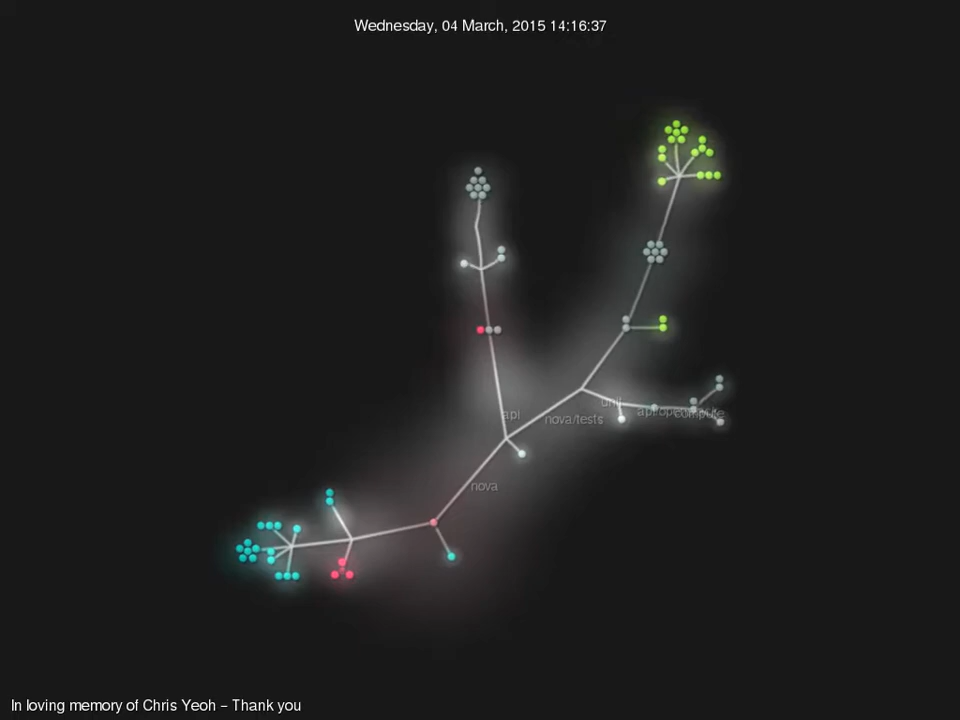 Wednesday, 04 March, 2015 14:16:37
unit
api
nova/tests
compute
nova
In loving memory of Chris Yeoh – Thank you